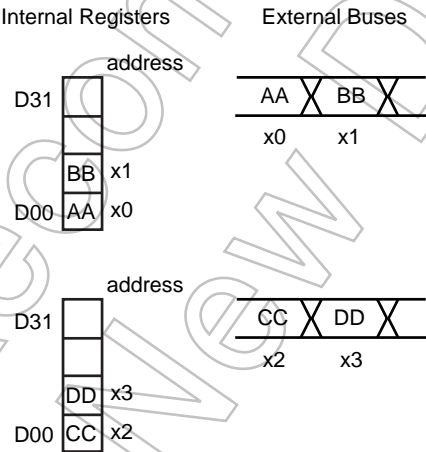 Internal Registers External Buses
address
D31 AA BB
x0 x1
BB x1
D00 AA x0
address
D31 CC DD
x2 x3
DD x3
D00 CC x2